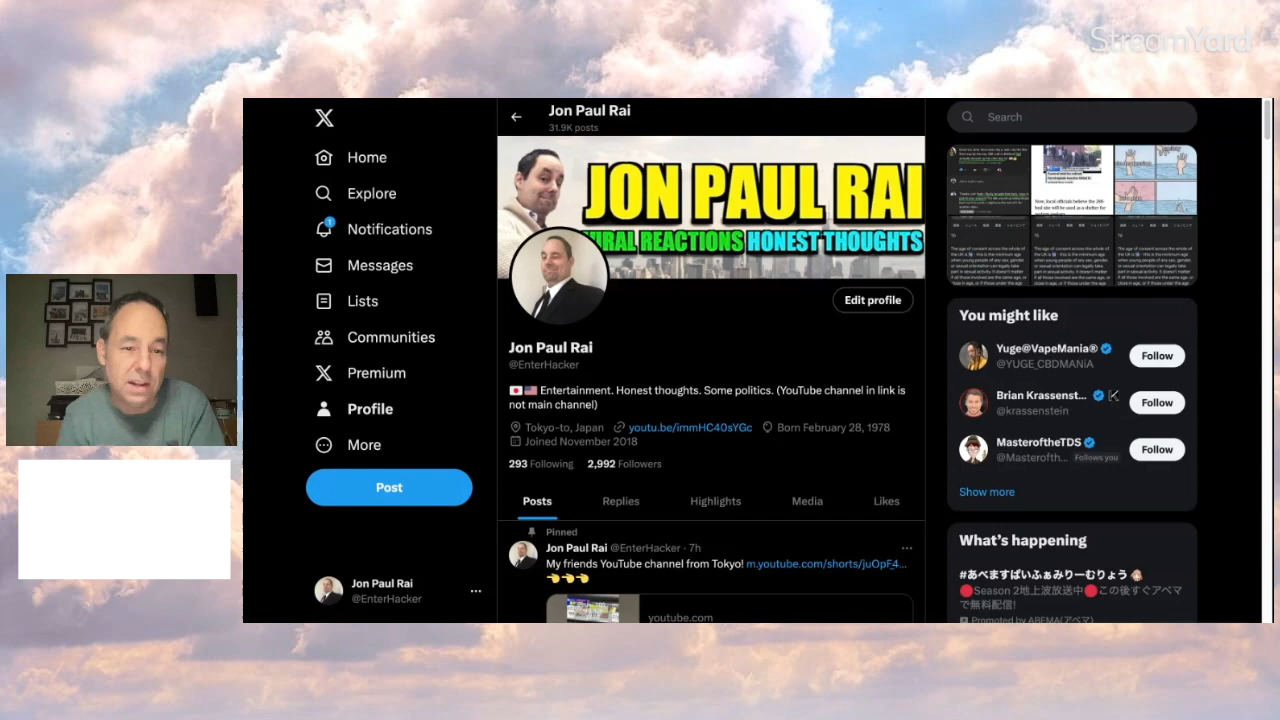 StreamYard
Home
Explore
1
Notifications
Messages
Lists
Communities
Premium
Profile
More
Post
Jon Paul Rai
@EnterHacker
Jon Paul Rai
31.9K posts
JON PAUL RAI
VIRAL REACTIONS HONEST THOUGHTS
Edit profile
Jon Paul Rai
@EnterHacker
Entertainment. Honest thoughts. Some politics. (YouTube channel in link is
not main channel)
Tokyo-to, Japan youtu.be/immHC40sYGc Born February 28, 1978
Joined November 2018
293 Following 2,992 Followers
Posts Replies Highlights Media Likes
Pinned
Jon Paul Rai @EnterHacker · 7h
My friends YouTube channel from Tokyo! m.youtube.com/shorts/juOpF_4...
youtube.com
Search
You might like
Yuge@VapeMania®
@YUGE_CBDMANiA
Follow
Brian Krassenst...
@krassenstein
Follow
MasteroftheTDS
@Masterofth... Follows you
Follow
Show more
What's happening
#あべますぱいふぁみりーむりょう
Season 2地上波放送中 この後すぐアベマ
で無料配信!
Promoted by ABEMA(アベマ)